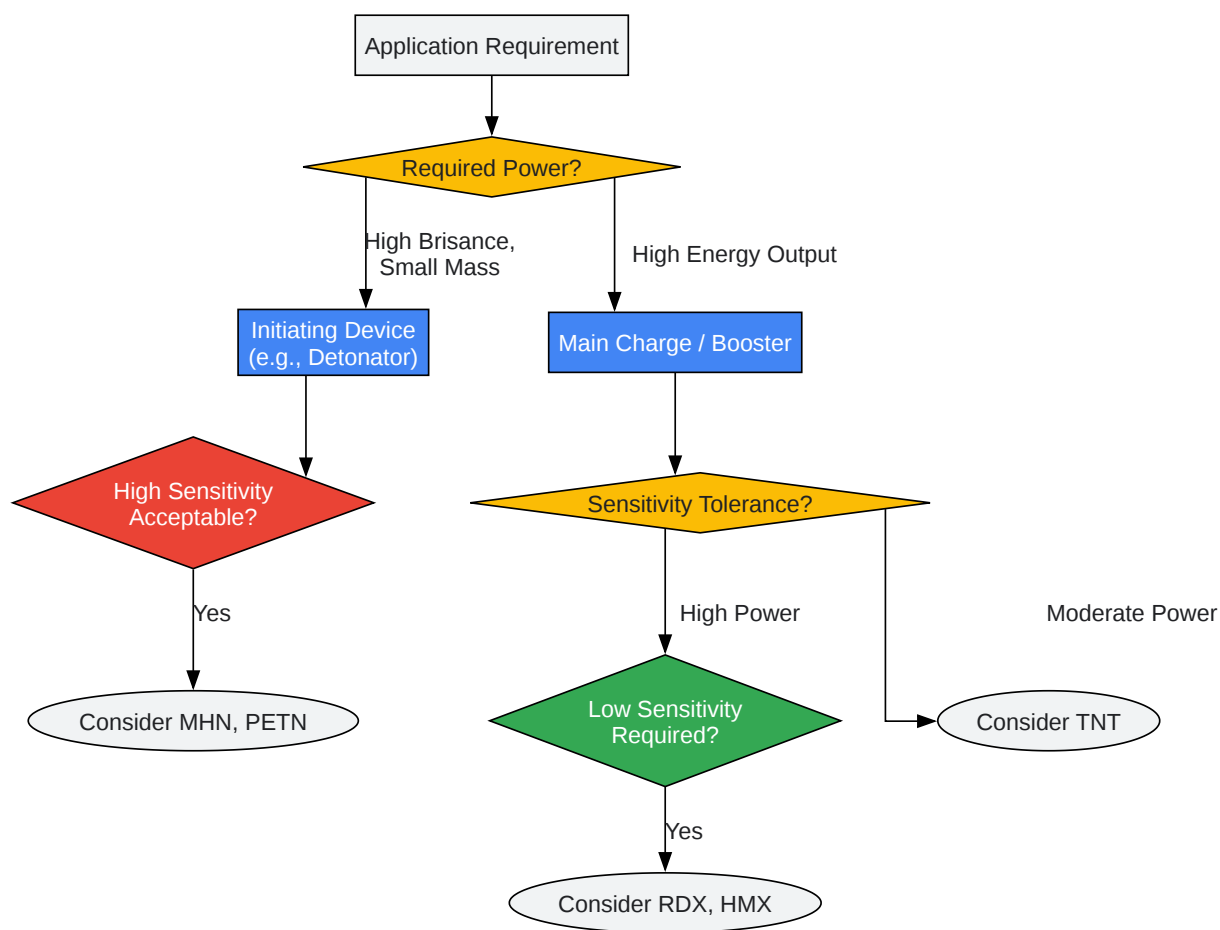 Application Requirement
Required Power?
High Brisance,
Small Mass
High Energy Output
Initiating Device
(e.g., Detonator)
Main Charge / Booster
High Sensitivity
Acceptable?
Sensitivity Tolerance?
Yes
High Power
Moderate Power
Consider MHN, PETN
Low Sensitivity
Required?
Consider TNT
Yes
Consider RDX, HMX